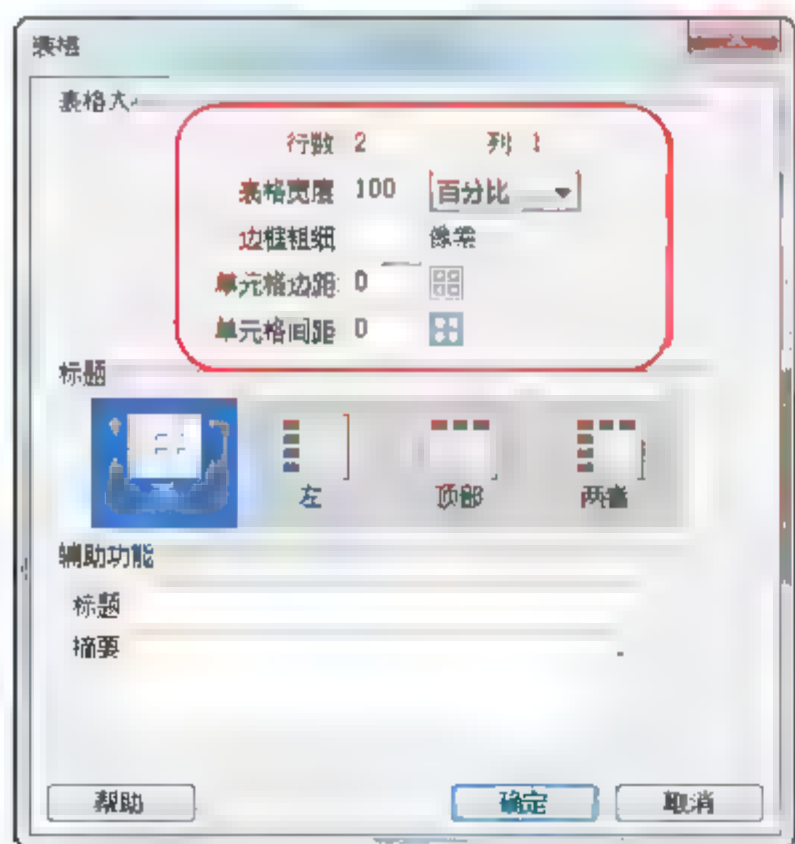 表格
表格大
行数 2 列 1
表格宽度 100 百分比
边框粗细 像素
单元格边距: 0
单元格间距 0
标题
左 顶部 两者
辅助功能
标题
摘要
帮助 确定 取消